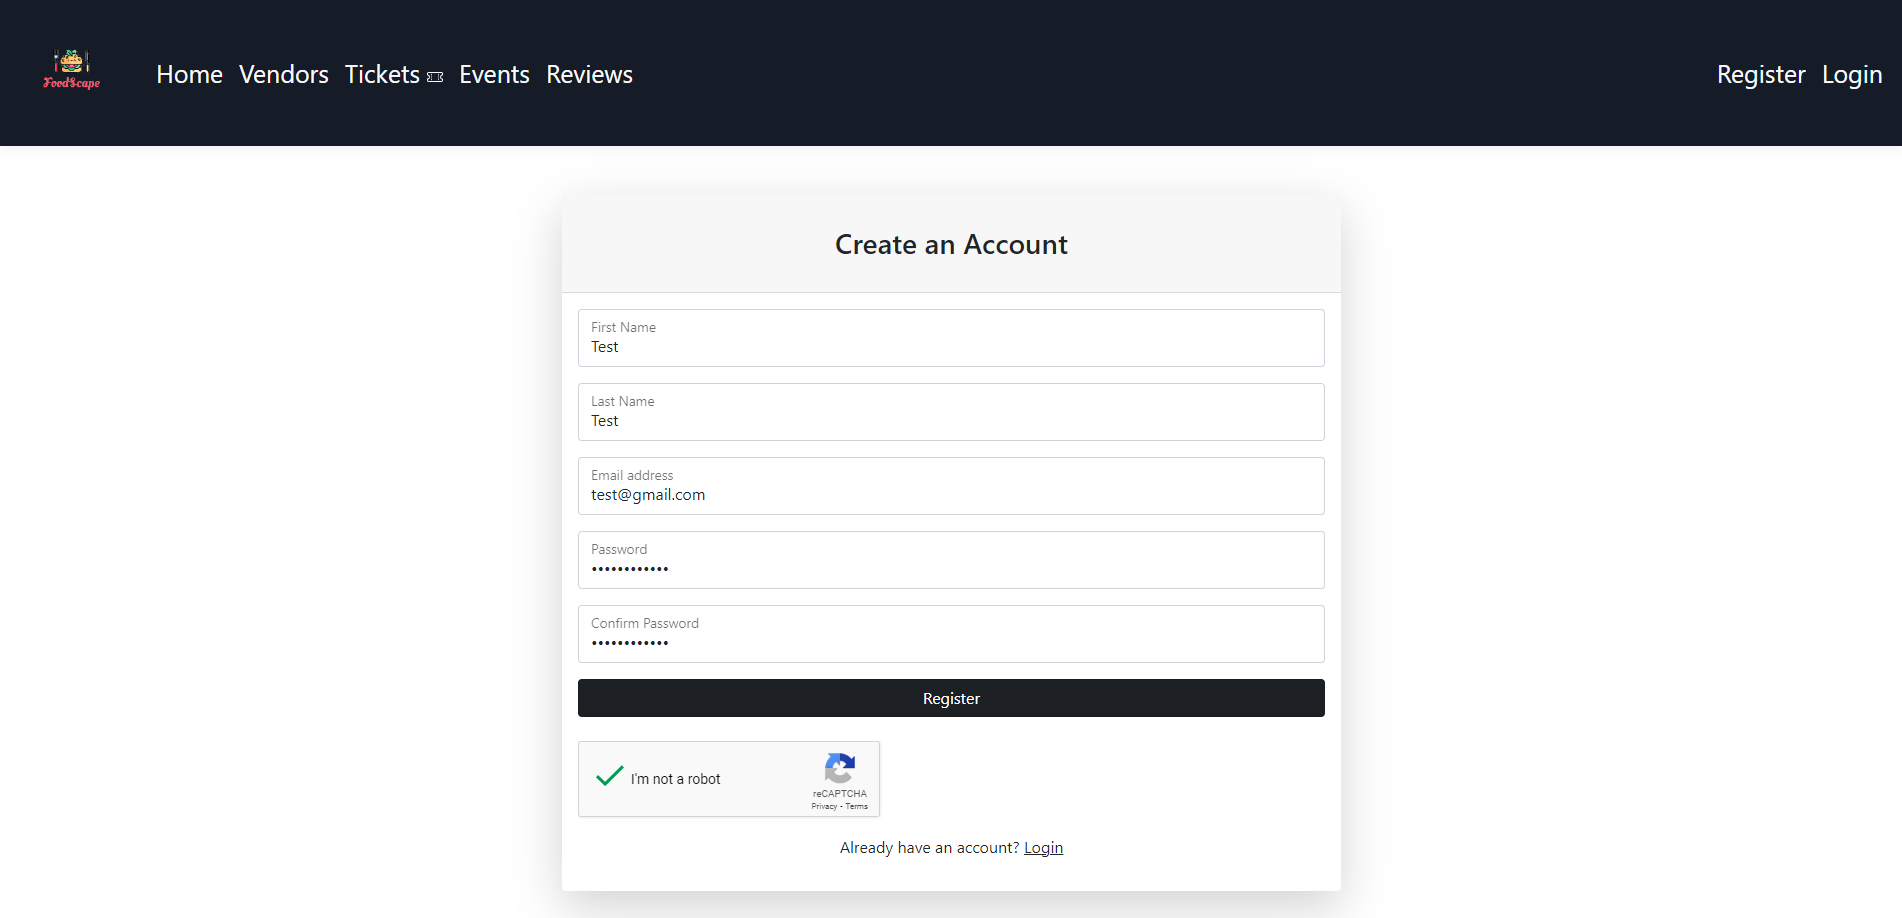 FoodScape
Home Vendors Tickets Events Reviews
Register Login
Create an Account
First Name
Test
Last Name
Test
Email address
test@gmail.com
Password
••••••••••••
Confirm Password
••••••••••••
Register
I'm not a robot
reCAPTCHA
Privacy - Terms
Already have an account? Login